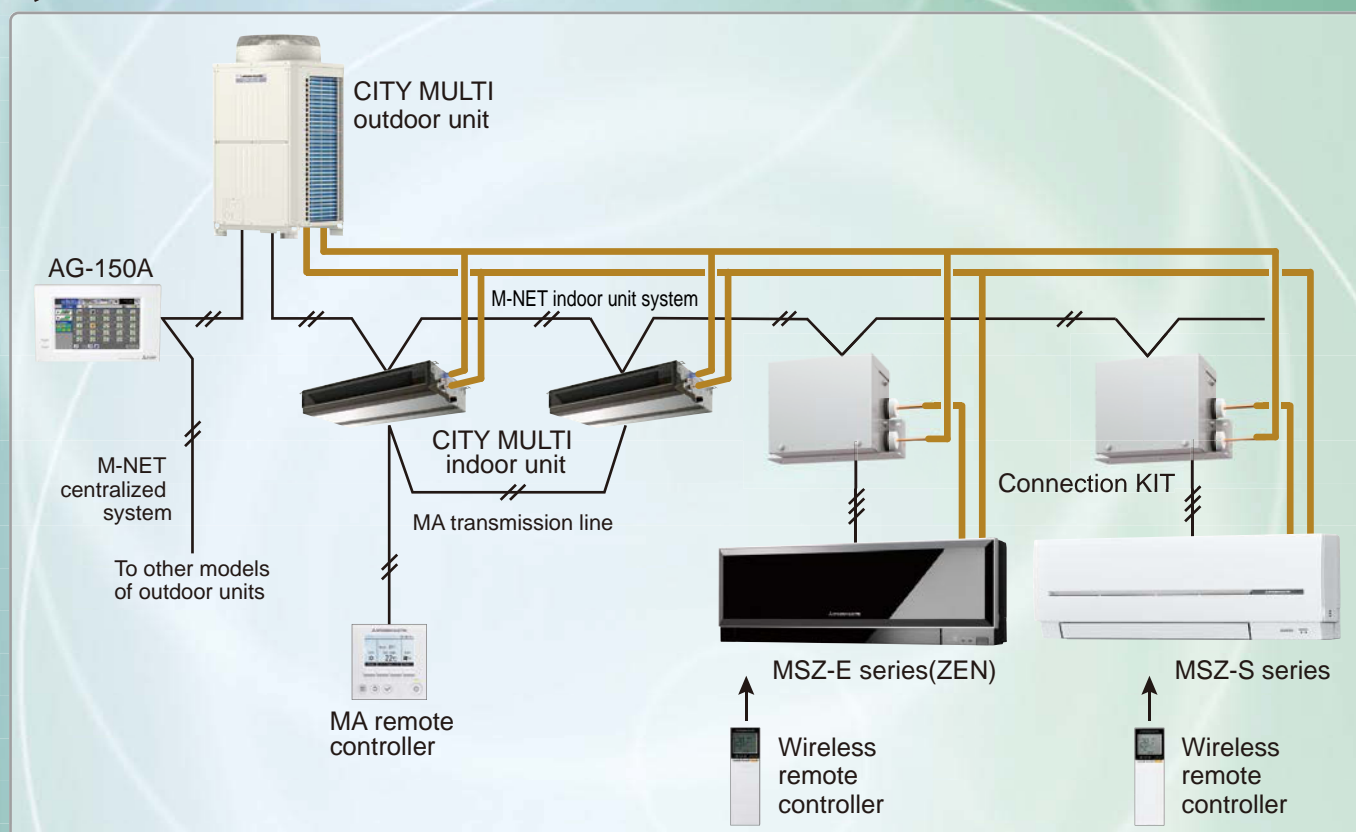 CITY MULTI
outdoor unit
AG-150A
M-NET indoor unit system
CITY MULTI
indoor unit
M-NET
centralized
system
MA transmission line
Connection KIT
To other models
of outdoor units
22°C
MSZ-E series(ZEN)
MSZ-S series
MA remote
controller
Wireless
remote
controller
Wireless
remote
controller